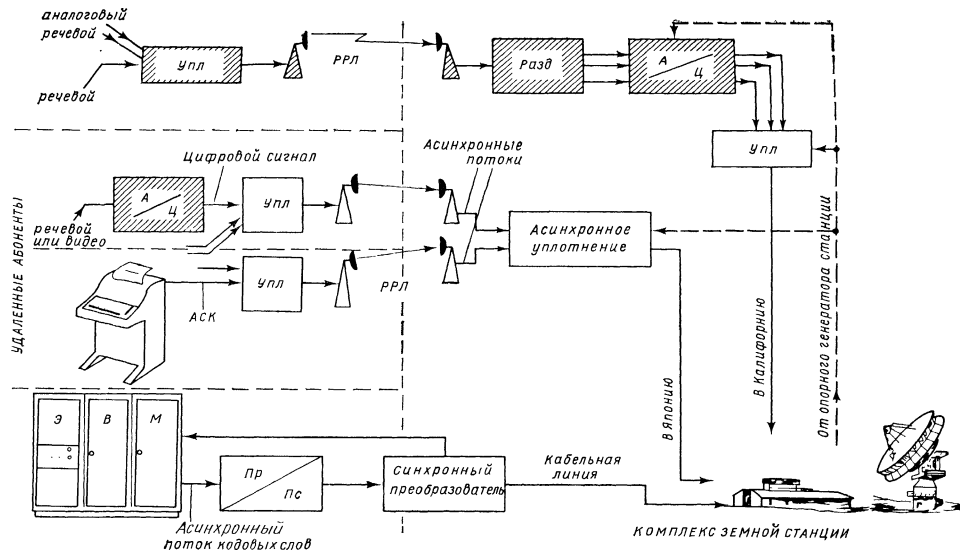 аналоговый
речевой
речевой
Упл
РРЛ
Разд
А
Ц
Упл
Асинхронные
потоки
Цифровой сигнал
А
Ц
Упл
речевой
или видео
Асинхронное
уплотнение
Упл
РРЛ
АСК
УДАЛЕННЫЕ АБОНЕНТЫ
В Японию
В Калифорнию
От опорного генератора станции
Э
В
М
Пр
Пс
Синхронный
преобразователь
Кабельная
линия
Асинхронный
поток кодовых слов
КОМПЛЕКС ЗЕМНОЙ СТАНЦИИ